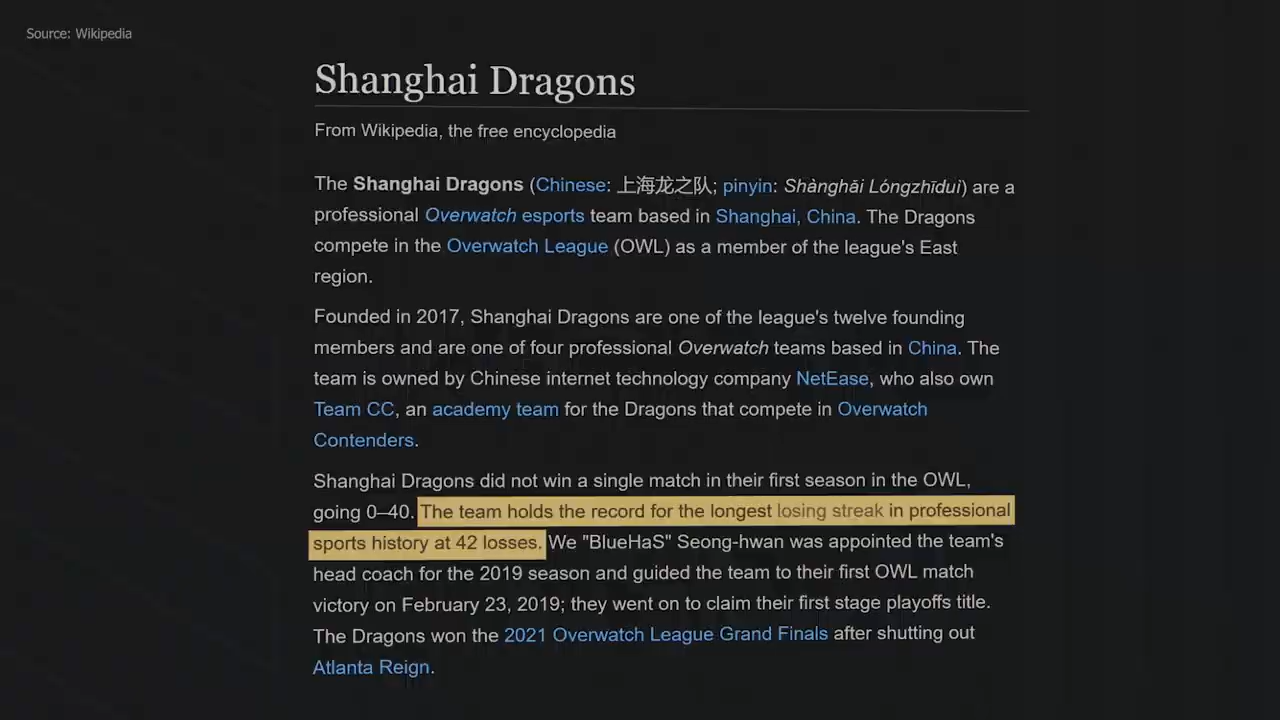 Source: Wikipedia
Shanghai Dragons
From Wikipedia, the free encyclopedia
The Shanghai Dragons (Chinese: 上海龙之队; pinyin: Shànghǎi Lóngzhīduì) are a
professional Overwatch esports team based in Shanghai, China. The Dragons
compete in the Overwatch League (OWL) as a member of the league's East
region.
Founded in 2017, Shanghai Dragons are one of the league's twelve founding
members and are one of four professional Overwatch teams based in China. The
team is owned by Chinese internet technology company NetEase, who also own
Team CC, an academy team for the Dragons that compete in Overwatch
Contenders.
Shanghai Dragons did not win a single match in their first season in the OWL,
going 0–40. The team holds the record for the longest losing streak in professional
sports history at 42 losses. We "BlueHaS" Seong-hwan was appointed the team's
head coach for the 2019 season and guided the team to their first OWL match
victory on February 23, 2019; they went on to claim their first stage playoffs title.
The Dragons won the 2021 Overwatch League Grand Finals after shutting out
Atlanta Reign.